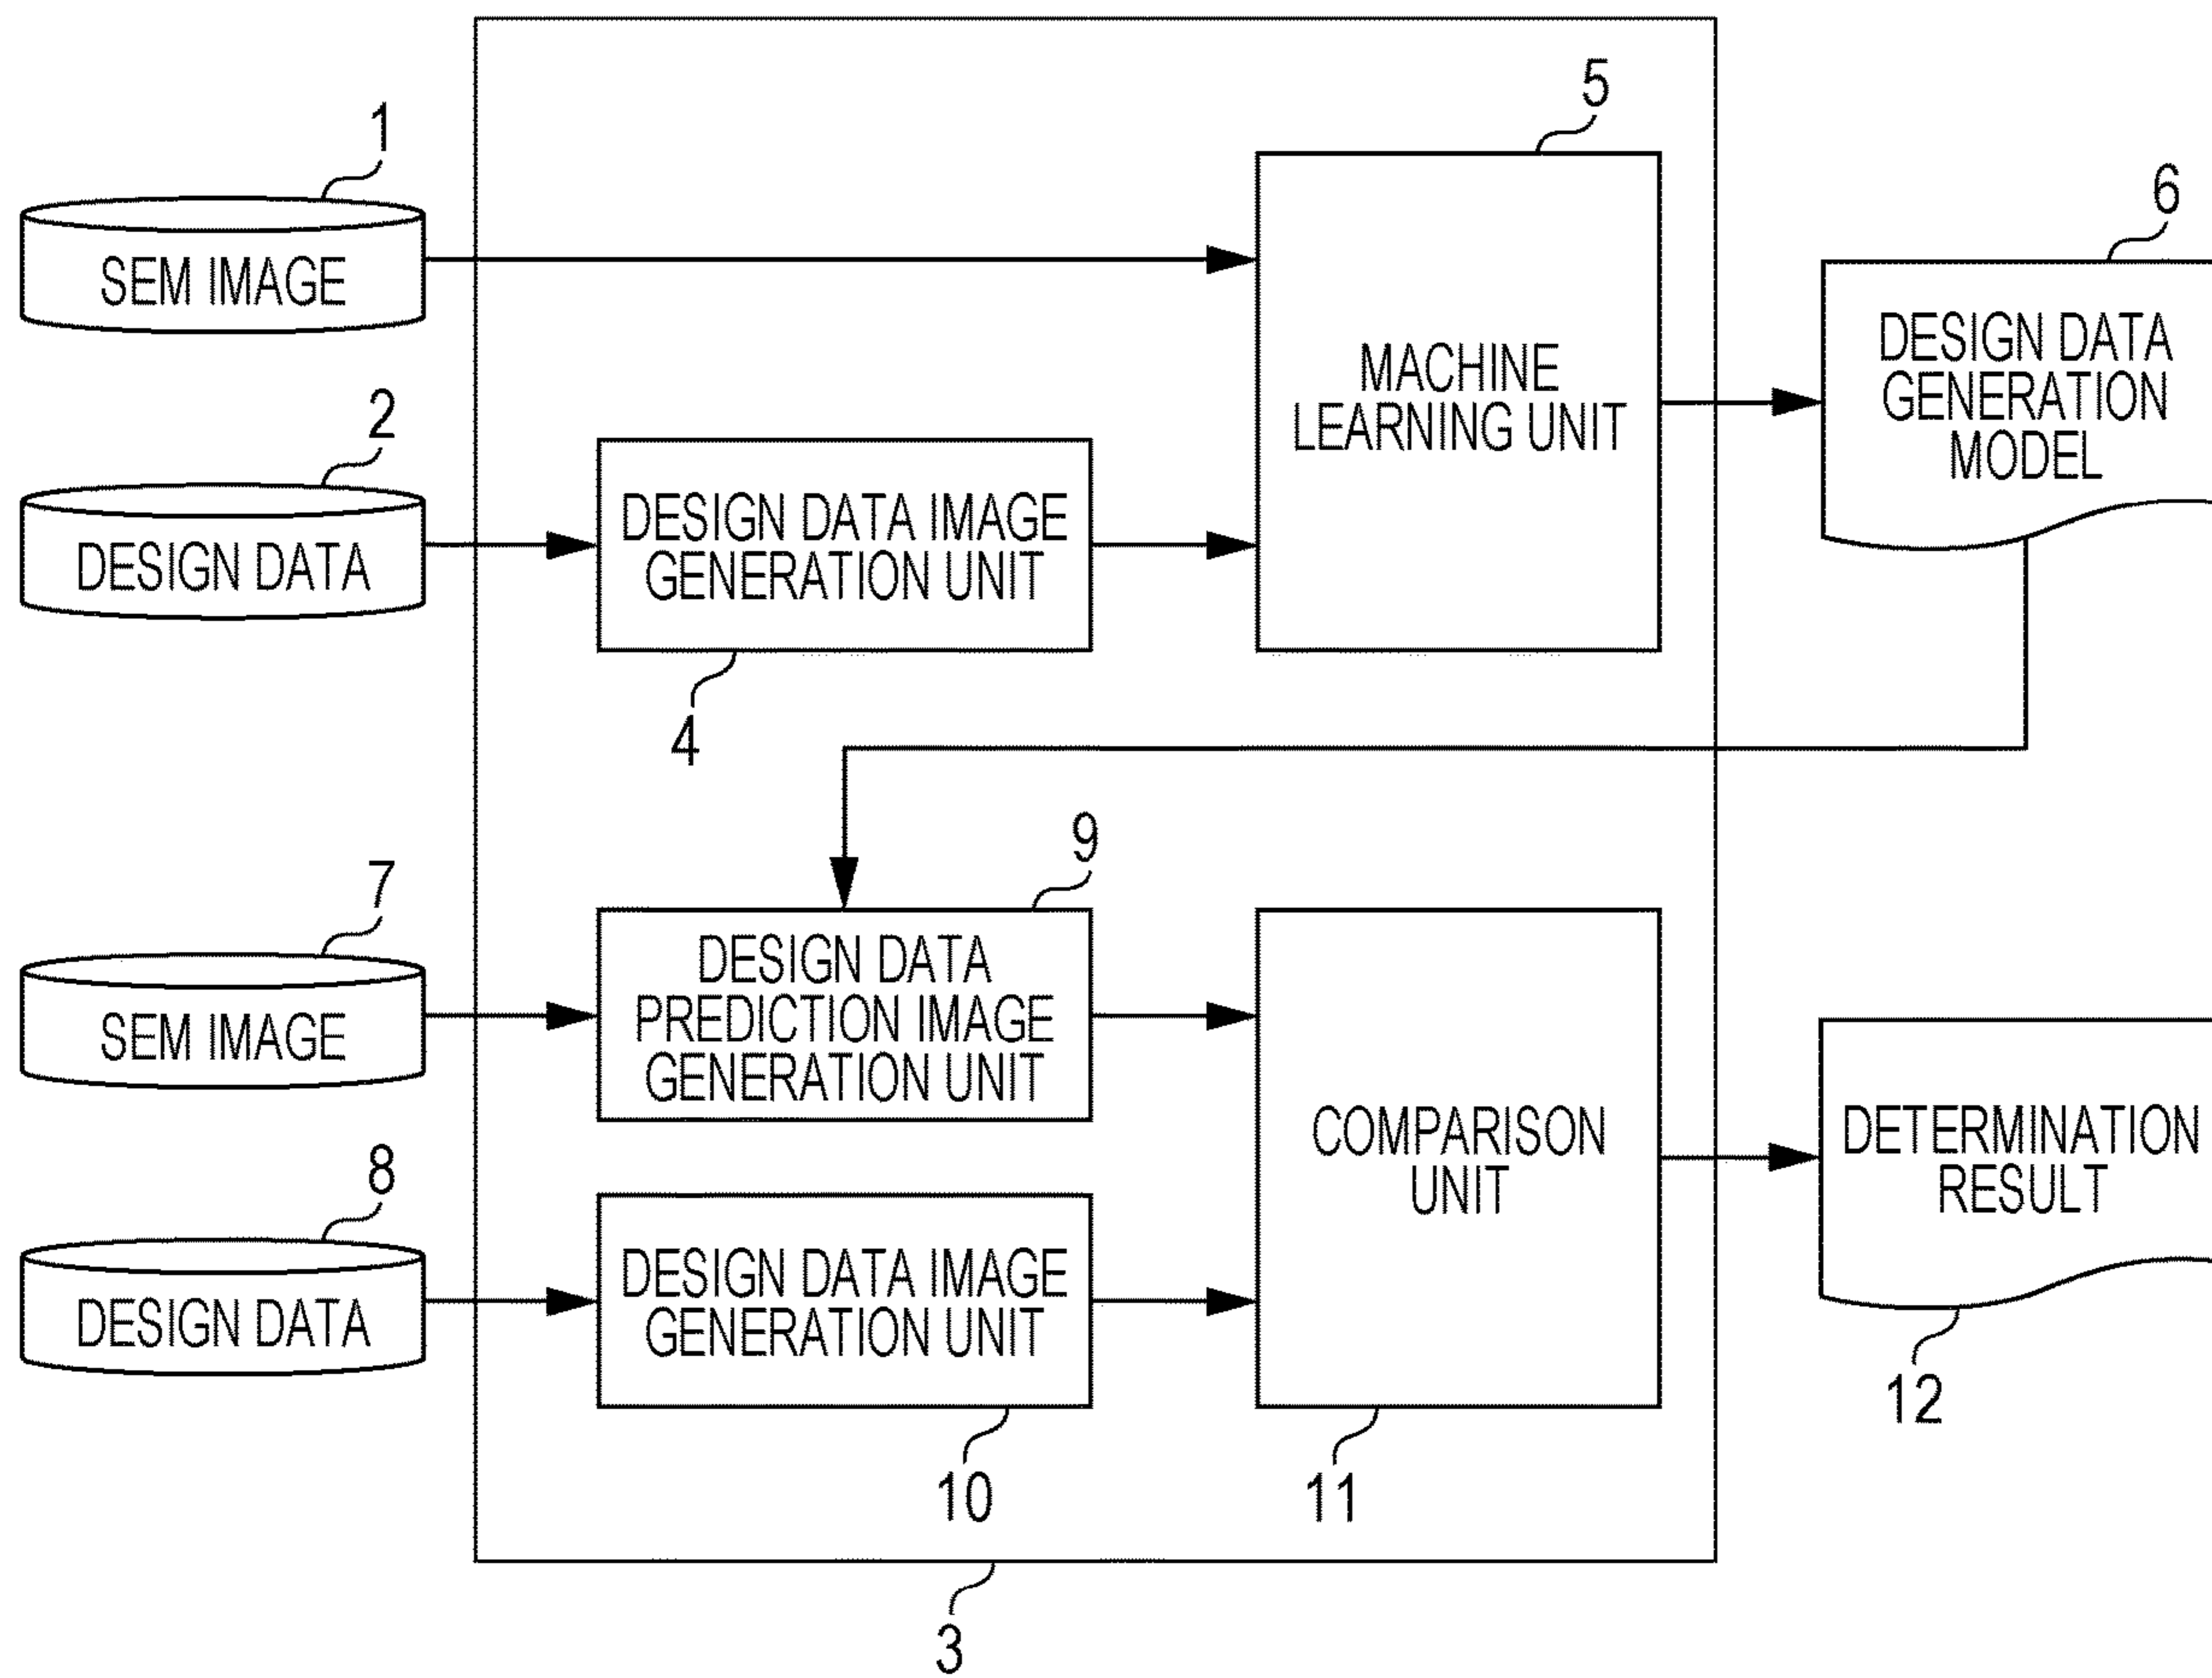 5
1
6
SEM IMAGE
DESIGN DATA
GENERATION
MODEL
MACHINE
LEARNING UNIT
2
DESIGN DATA IMAGE
GENERATION UNIT
DESIGN DATA
4
9
7
DESIGN DATA
PREDICTION IMAGE
GENERATION UNIT
SEM IMAGE
COMPARISON
UNIT
DETERMINATION
RESULT
8
DESIGN DATA IMAGE
GENERATION UNIT
DESIGN DATA
12
10
11
3